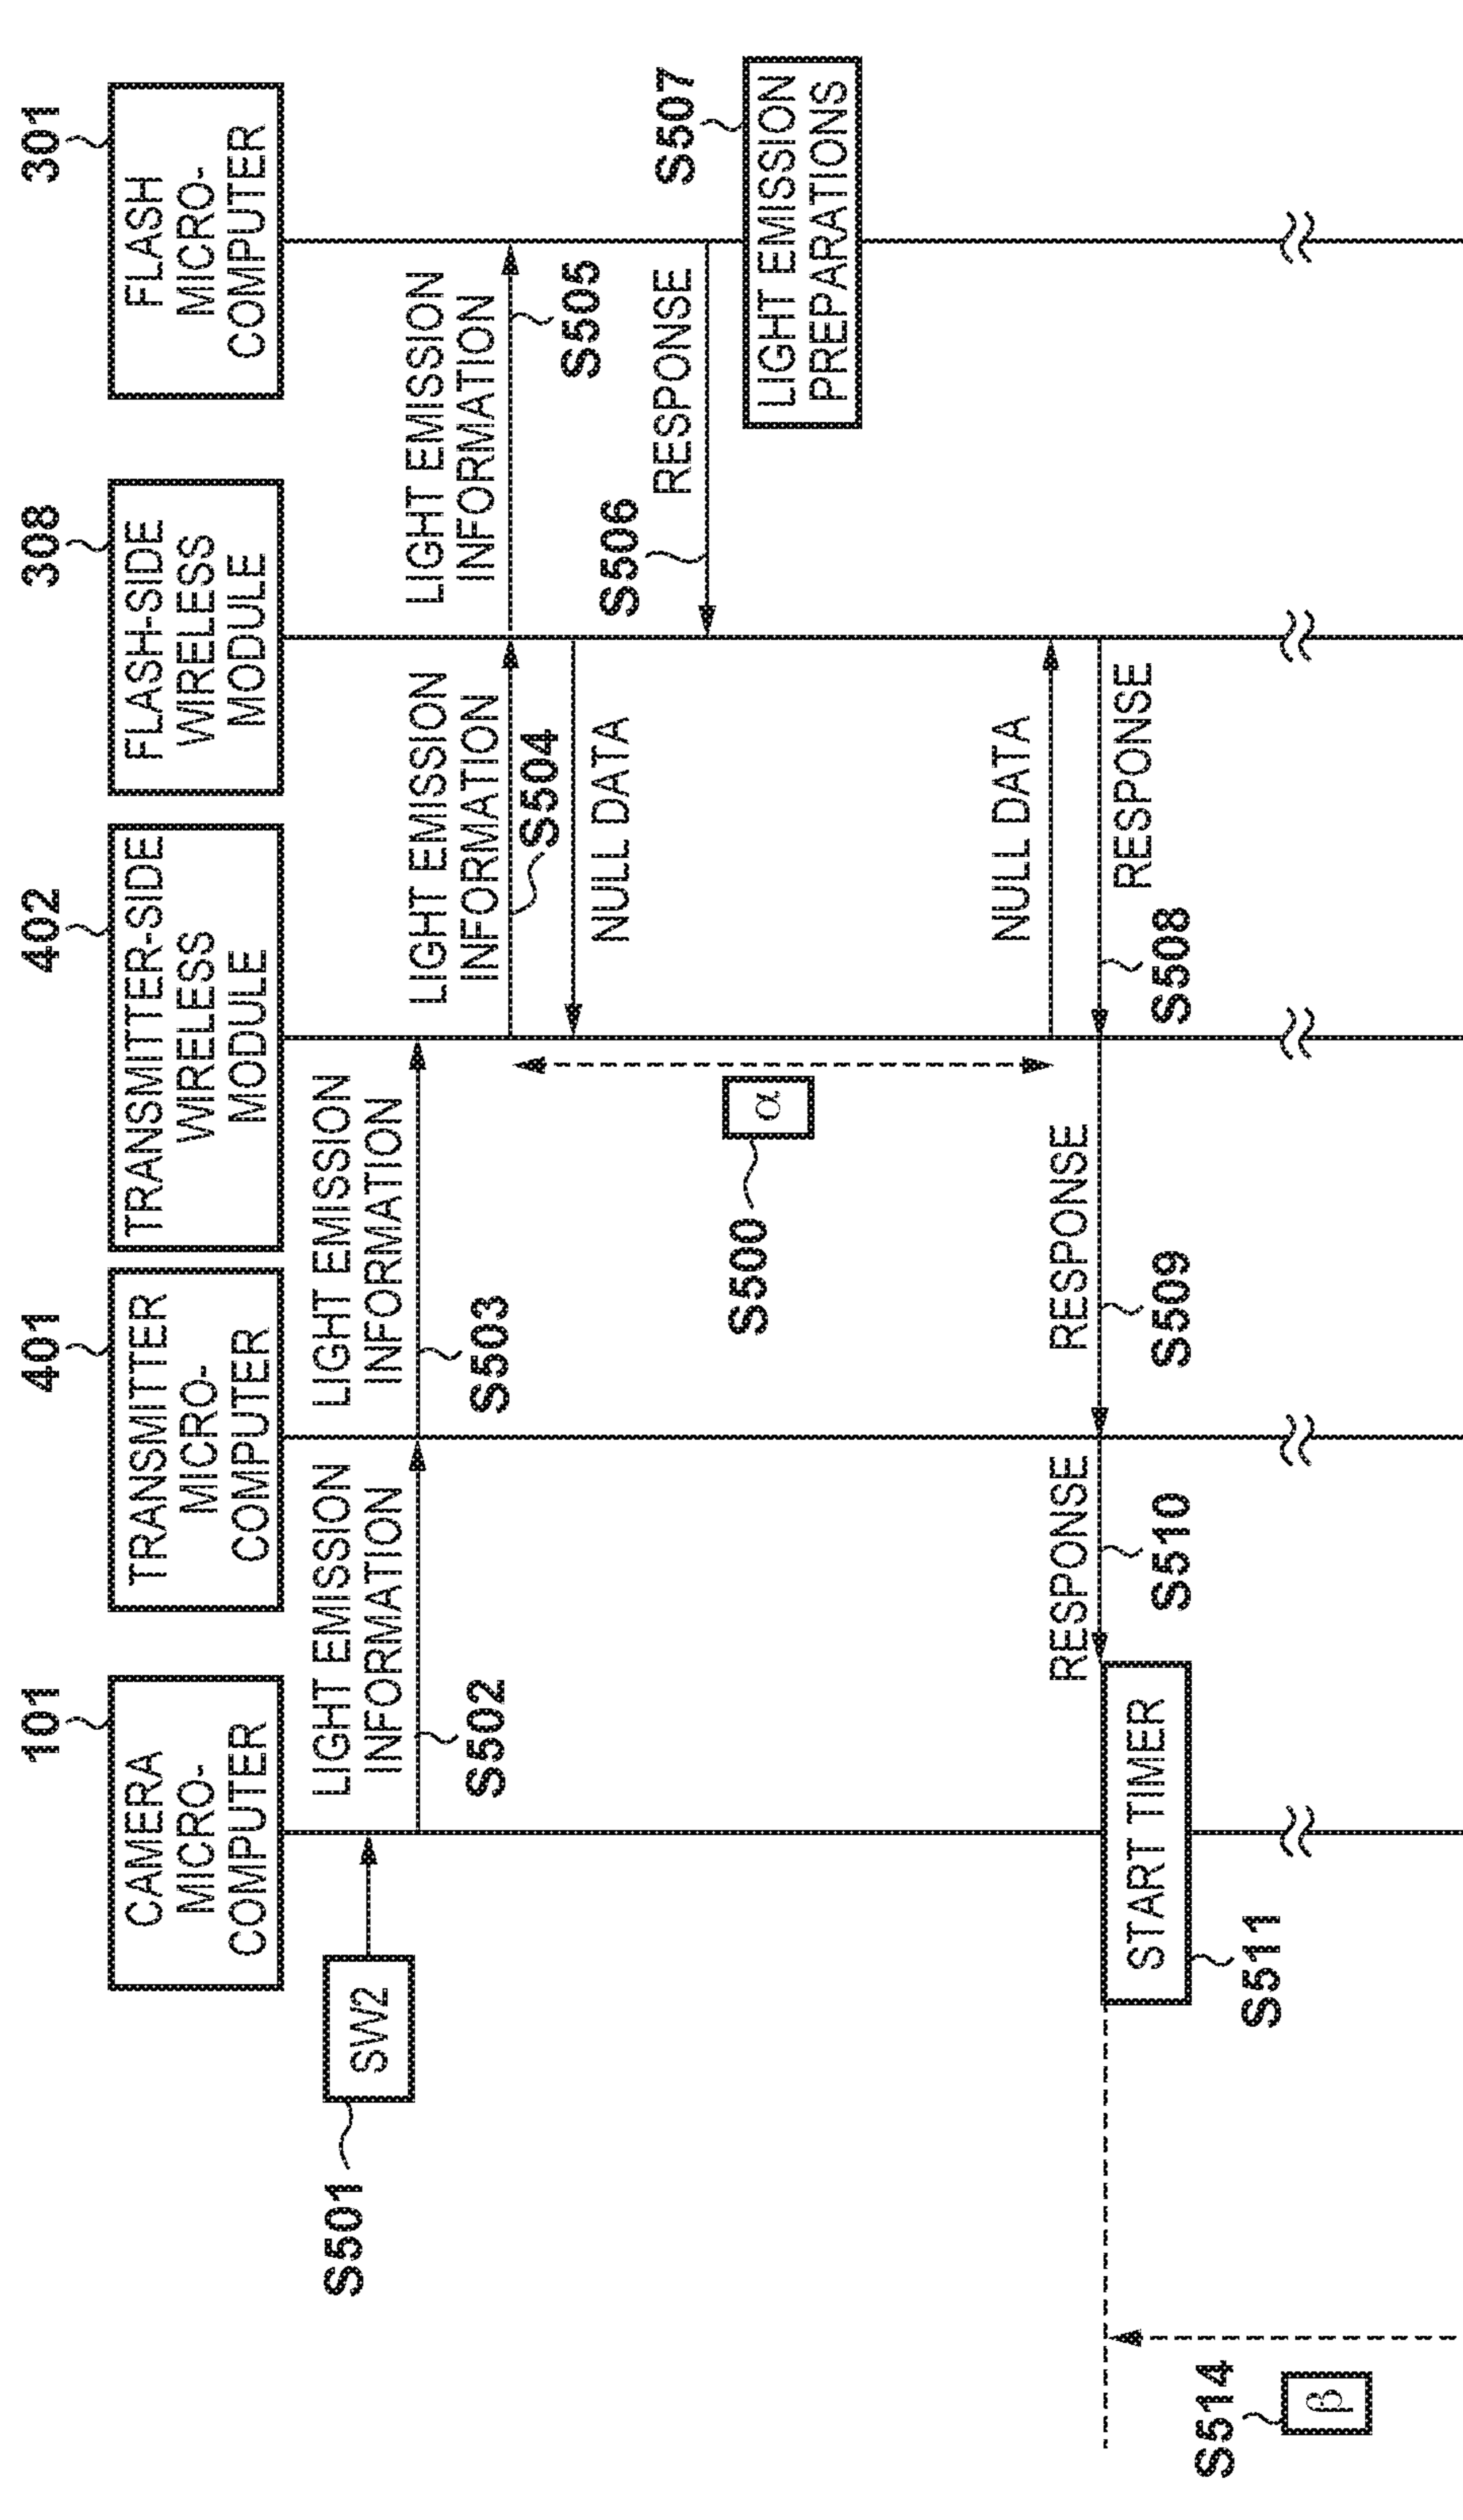 101
CAMERA
MICRO-
COMPUTER
401
TRANSMITTER
MICRO-
COMPUTER
402
TRANSMITTER-SIDE
WIRELESS
MODULE
308
FLASH-SIDE
WIRELESS
MODULE
301
FLASH
MICRO-
COMPUTER
S501
SW2
LIGHT EMISSION
INFORMATION
S502
LIGHT EMISSION
INFORMATION
S503
LIGHT EMISSION
INFORMATION
S504
LIGHT EMISSION
INFORMATION
S505
NULL DATA
S506
RESPONSE
S507
LIGHT EMISSION
PREPARATIONS
S500
α
NULL DATA
RESPONSE
S508
RESPONSE
S509
RESPONSE
S510
START TIMER
S511
S514
β